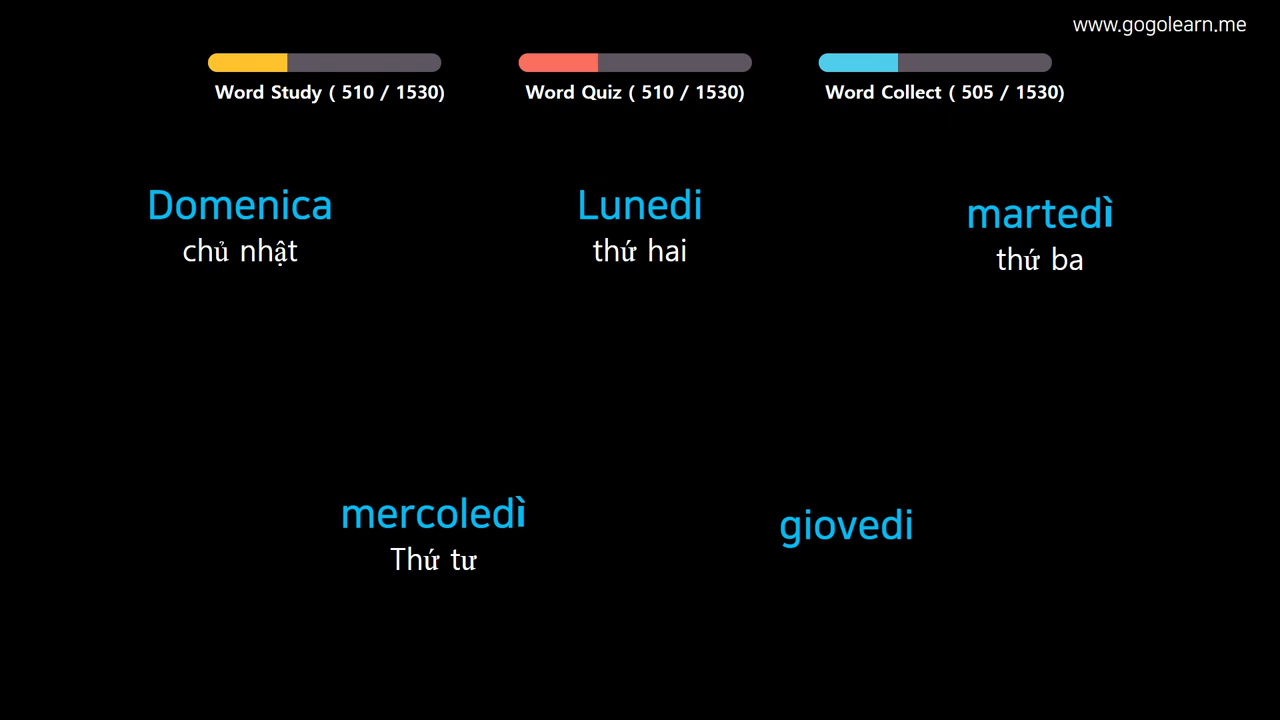 www.gogolearn.me
Word Study ( 510 / 1530)
Word Quiz ( 510 / 1530)
Word Collect ( 505 / 1530)
Domenica
chủ nhật
Lunedi
thứ hai
martedì
thứ ba
mercoledì
Thứ tư
giovedi